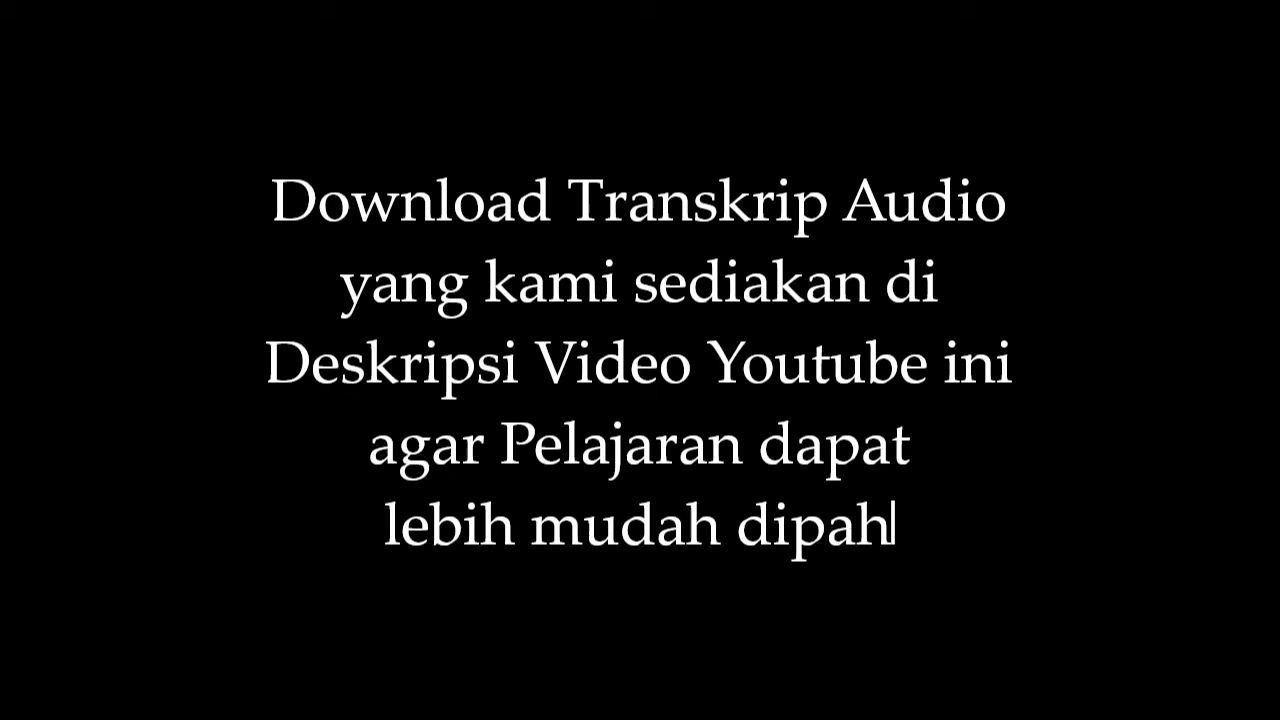 Download Transkrip Audio
yang kami sediakan di
Deskripsi Video Youtube ini
agar Pelajaran dapat
lebih mudah dipah